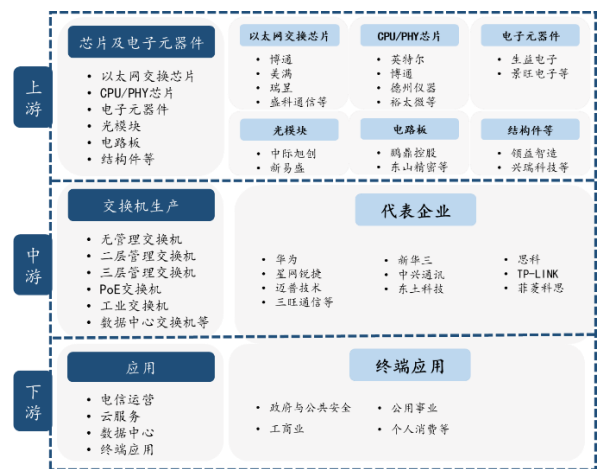 上游
芯片及电子元器件
• 以太网交换芯片
• CPU/PHY芯片
• 电子元器件
• 光模块
• 电路板
• 结构件等
以太网交换芯片
• 博通
• 美满
• 瑞昱
• 盛科通信等
CPU/PHY芯片
• 英特尔
• 博通
• 德州仪器
• 裕太微等
电子元器件
• 生益电子
• 景旺电子等
光模块
• 中际旭创
• 新易盛
电路板
• 鹏鼎控股
• 东山精密等
结构件等
• 领益智造
• 兴瑞科技等
中游
交换机生产
• 无管理交换机
• 二层管理交换机
• 三层管理交换机
• PoE交换机
• 工业交换机
• 数据中心交换机等
代表企业
• 华为
• 星网锐捷
• 迈普技术
• 三旺通信等
• 新华三
• 中兴通讯
• 东土科技
• 思科
• TP-LINK
• 菲菱科思
下游
应用
• 电信运营
• 云服务
• 数据中心
• 终端应用
终端应用
• 政府与公共安全
• 公用事业
• 工商业
• 个人消费等